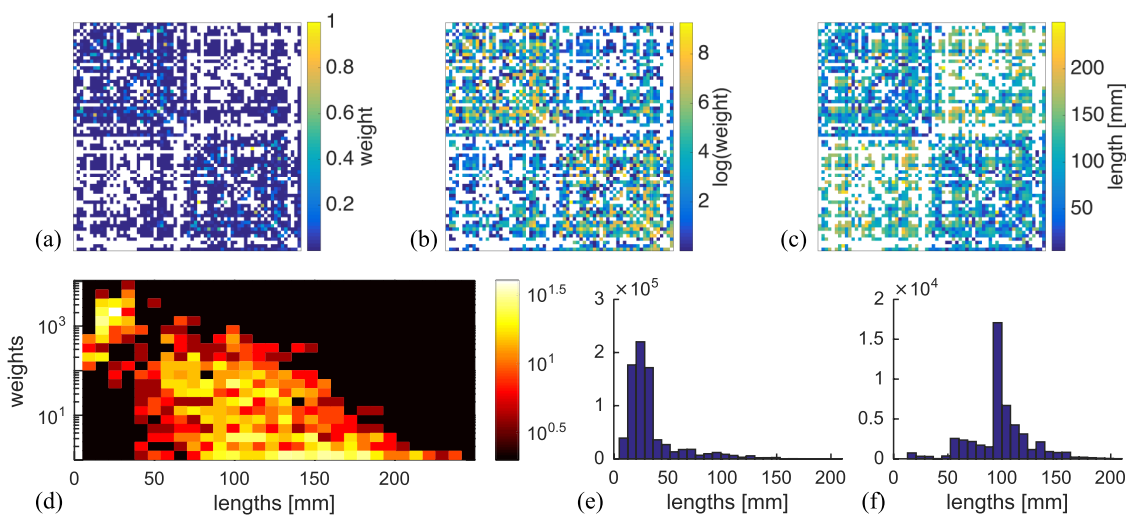 1
0.8
0.6
0.4
0.2
weight
(a)
8
6
4
2
log(weight)
(b)
200
150
100
50
length [mm]
(c)
10^3
10^1
weights
0 50 100 150 200
lengths [mm]
(d)
10^1.5
10^1
10^0.5
×10^5
3
2
1
0
0 50 100 150 200
lengths [mm]
(e)
×10^4
2
1.5
1
0.5
0
0 50 100 150 200
lengths [mm]
(f)